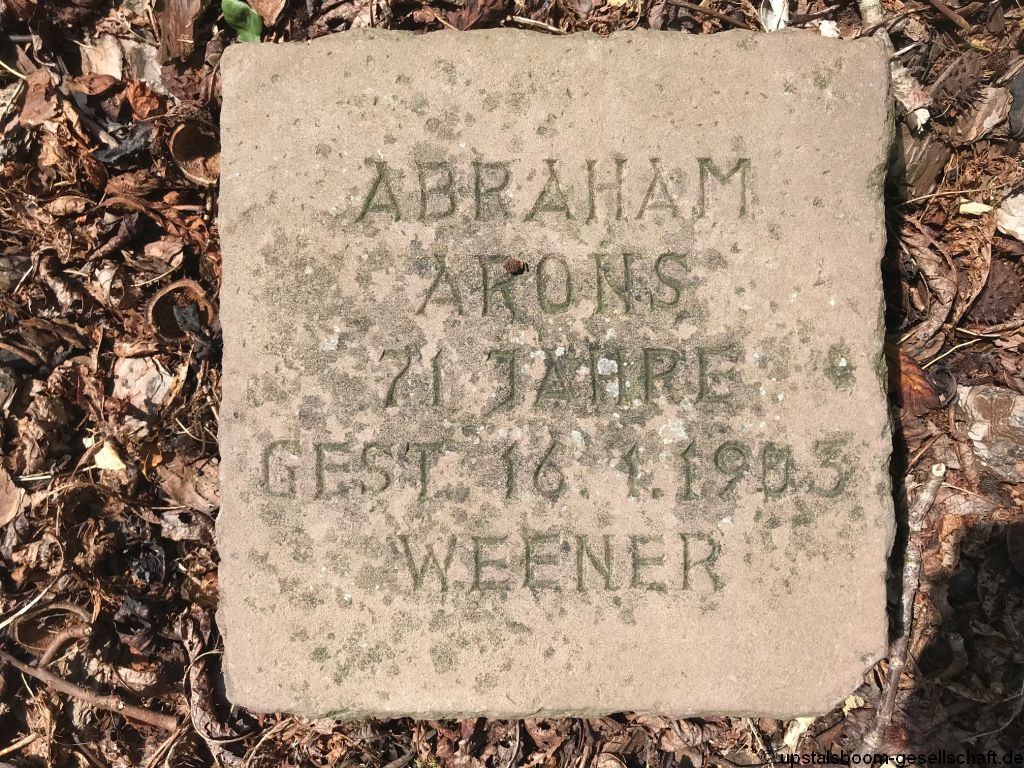 ABRAHAM
ARONS
71 JAHRE
GEST. 16.1.1903
WEENER
upstalsboom-gesellschaft.de